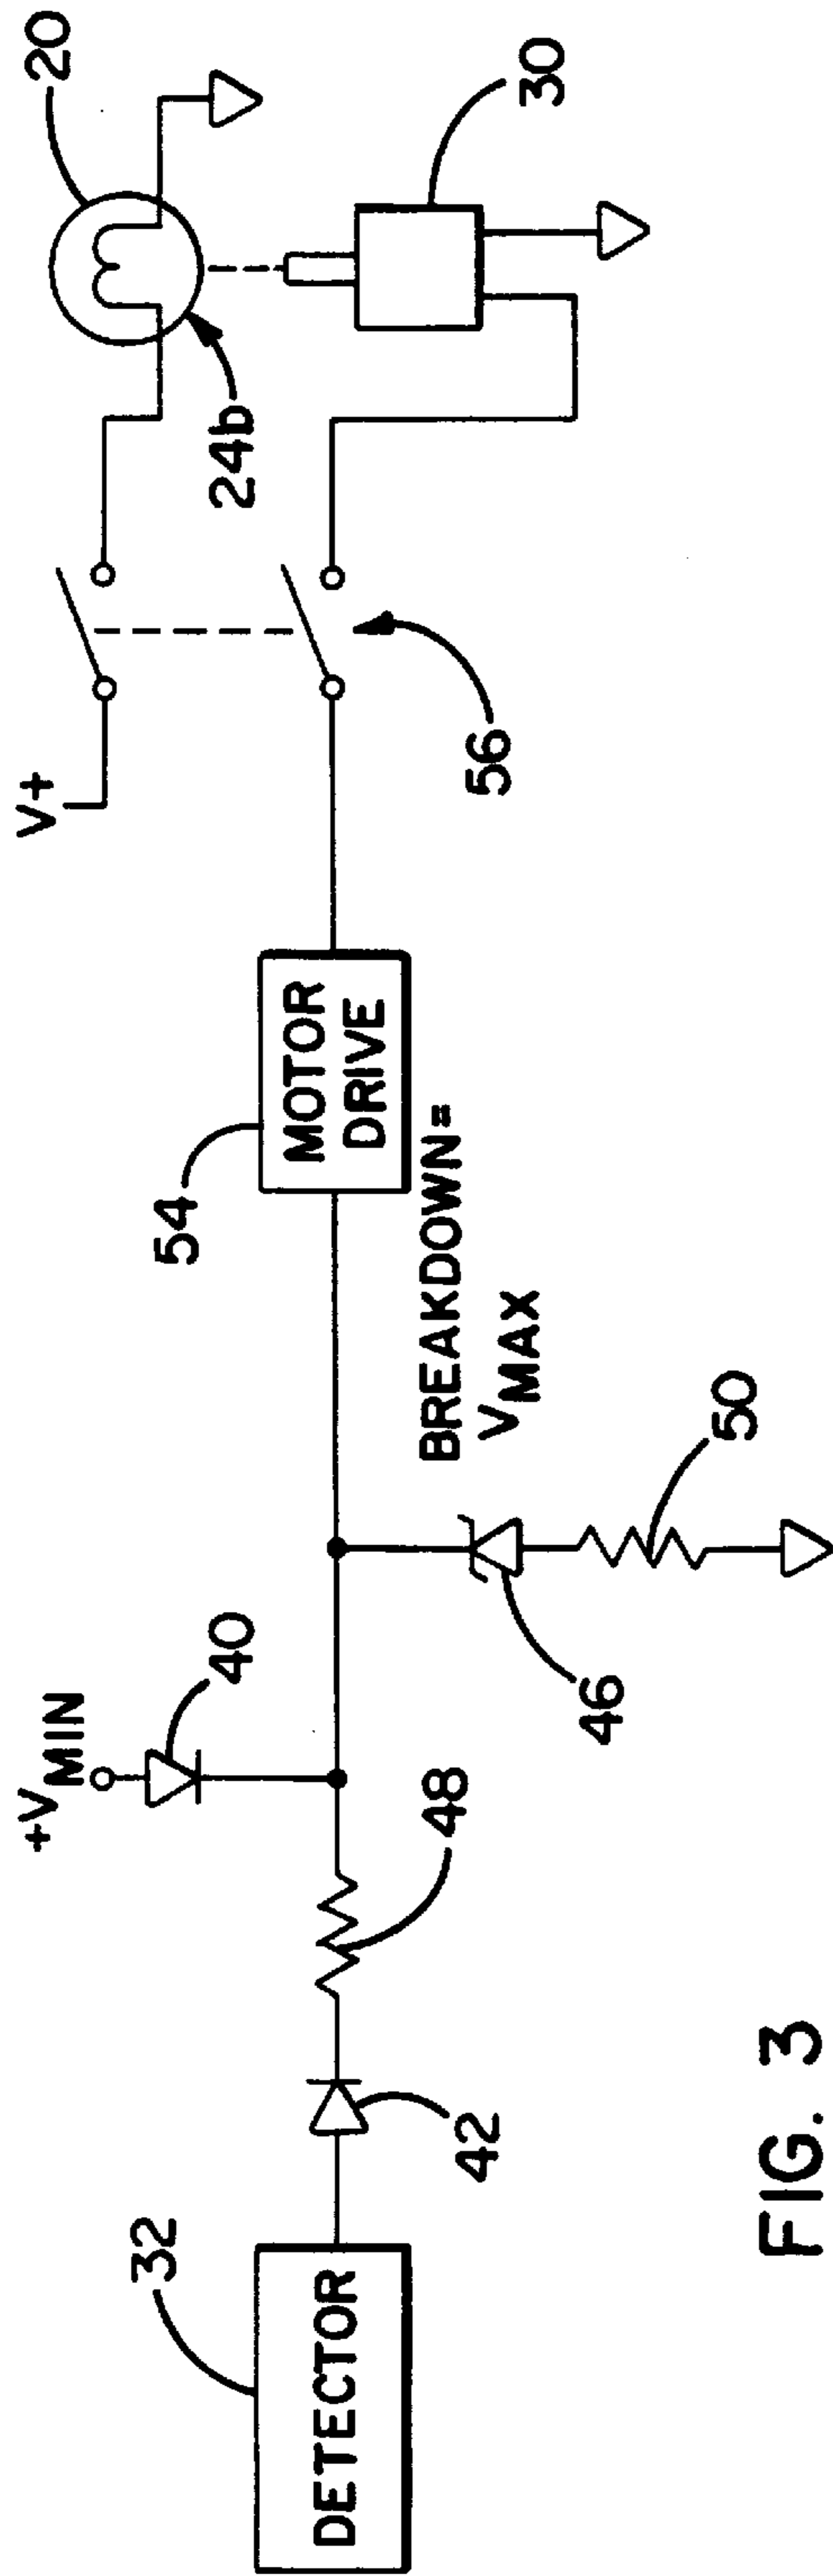 DETECTOR
32
42
48
+VMIN
40
46
50
BREAKDOWN=
VMAX
54
MOTOR
DRIVE
V+
56
24b
20
30
FIG. 3